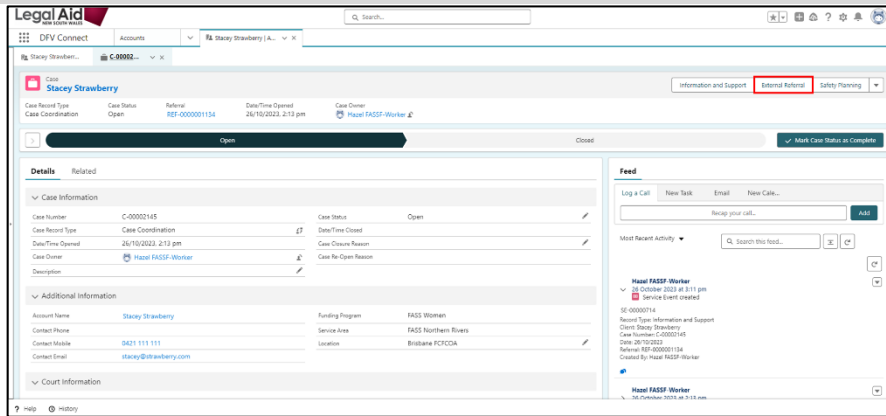 Legal Aid
NEW SOUTH WALES
Search...
DFV Connect
Accounts
Stacey Strawberry | A...
Stacey Strawberr...
C-00002...
Case
Stacey Strawberry
Information and Support
External Referral
Safety Planning
Case Record Type
Case Status
Referral
Date/Time Opened
Case Owner
Case Coordination
Open
REF-0000001134
26/10/2023, 2:13 pm
Hazel FASSF-Worker
Open
Closed
Mark Case Status as Complete
Details
Related
Case Information
Case Number
C-00002145
Case Status
Open
Case Record Type
Case Coordination
Date/Time Closed
Date/Time Opened
26/10/2023, 2:13 pm
Case Closure Reason
Case Owner
Hazel FASSF-Worker
Case Re-Open Reason
Description
Additional Information
Account Name
Stacey Strawberry
Funding Program
FASS Women
Contact Phone
Service Area
FASS Northern Rivers
Contact Mobile
0421 111 111
Location
Brisbane FCFCOA
Contact Email
stacey@strawberry.com
Court Information
Feed
Log a Call
New Task
Email
New Cale...
Recap your call...
Add
Most Recent Activity
Search this feed...
Hazel FASSF-Worker
26 October 2023 at 3:11 pm
Service Event created
SE-00000714
Record Type: Information and Support
Client: Stacey Strawberry
Case Number: C-00002145
Date: 26/10/2023
Referral: REF-0000001134
Created By: Hazel FASSF-Worker
Hazel FASSF-Worker
26 October 2023 at 2:15 pm
Help
History